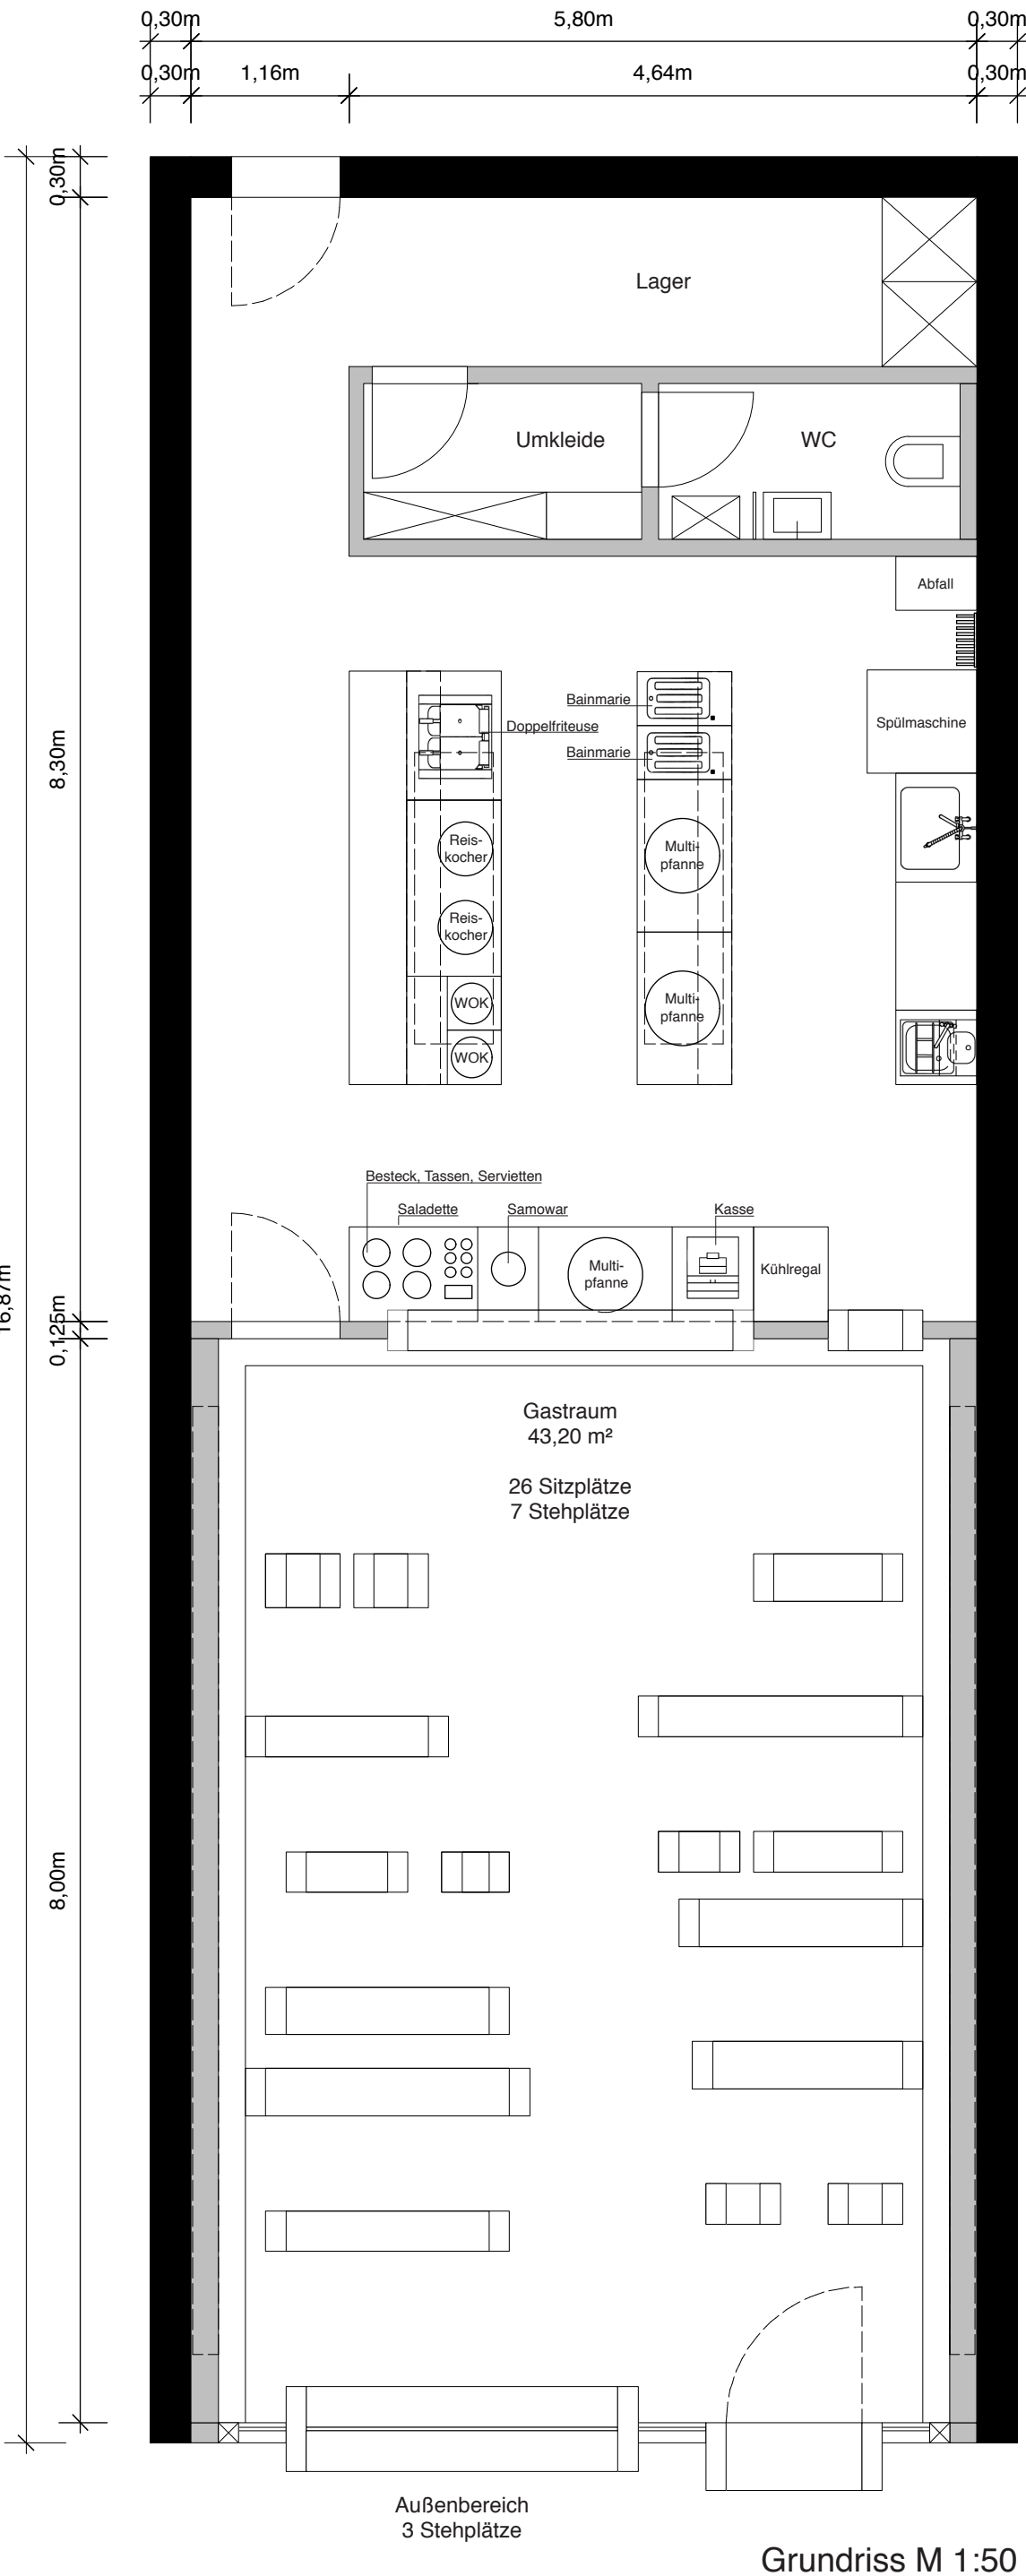 0,30m 5,80m 0,30m
0,30m 1,16m 4,64m 0,30m
0,30m
Lager
Umkleide
WC
Abfall
8,30m
Bainmarie
Doppelfriteuse
Bainmarie
Spülmaschine
Reis-
kocher
Multi-
pfanne
Reis-
kocher
WOK
Multi-
pfanne
WOK
Besteck, Tassen, Servietten
Saladette
Samowar
Kasse
Multi-
pfanne
Kühlregal
16,87m
0,125m
Gastraum
43,20 m²
26 Sitzplätze
7 Stehplätze
8,00m
Außenbereich
3 Stehplätze
Grundriss M 1:50